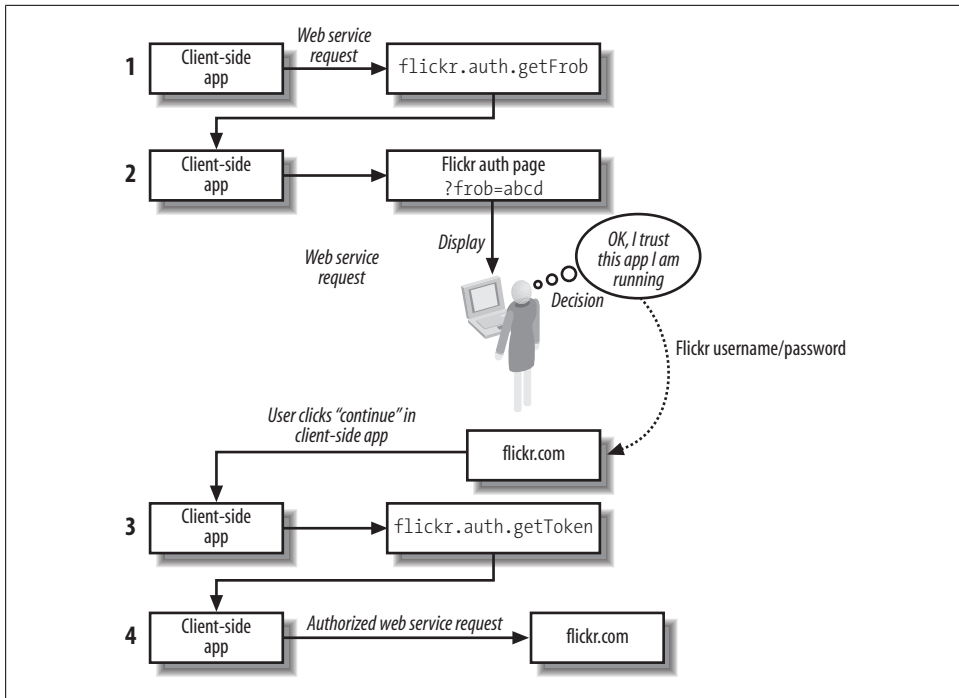 Web service
request
1
Client-side
app
flickr.auth.getFrob
2
Client-side
app
Flickr auth page
?frob=abcd
Web service
request
Display
OK, I trust
this app I am
running
Decision
Flickr username/password
User clicks “continue” in
client-side app
flickr.com
3
Client-side
app
flickr.auth.getToken
4
Client-side
app
Authorized web service request
flickr.com